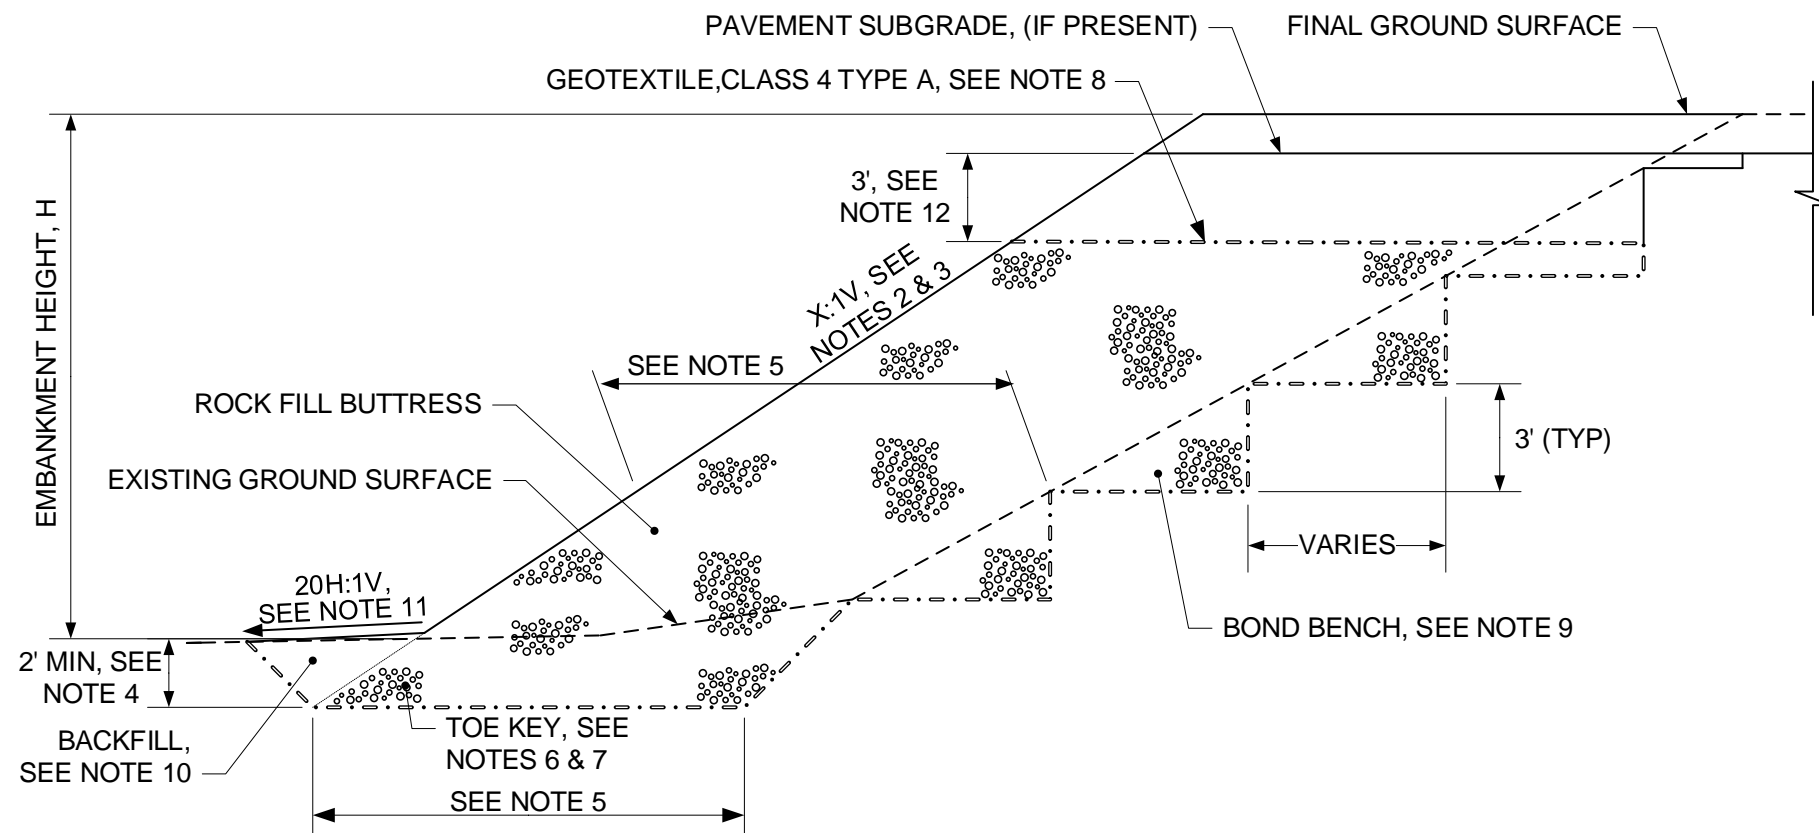 PAVEMENT SUBGRADE, (IF PRESENT)
FINAL GROUND SURFACE
GEOTEXTILE,CLASS 4 TYPE A, SEE NOTE 8
3', SEE
NOTE 12
EMBANKMENT HEIGHT, H
X:1V, SEE
NOTES 2 & 3
SEE NOTE 5
ROCK FILL BUTTRESS
3' (TYP)
EXISTING GROUND SURFACE
VARIES
20H:1V,
SEE NOTE 11
BOND BENCH, SEE NOTE 9
2' MIN, SEE
NOTE 4
TOE KEY, SEE
NOTES 6 & 7
BACKFILL,
SEE NOTE 10
SEE NOTE 5